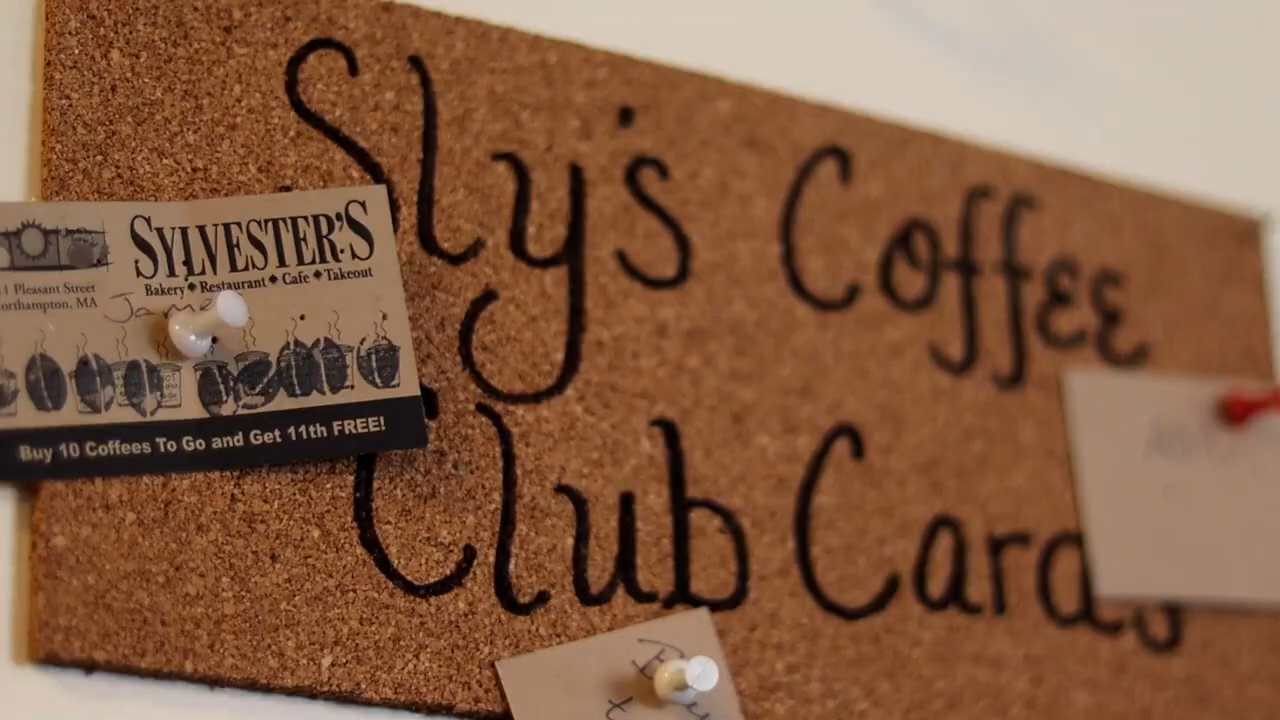 Sly's Coffee
Club Cards
SYLVESTER'S
Bakery ◆ Restaurant ◆ Cafe ◆ Takeout
Pleasant Street
MA
Buy 10 Coffees To Go and Get 11th FREE!